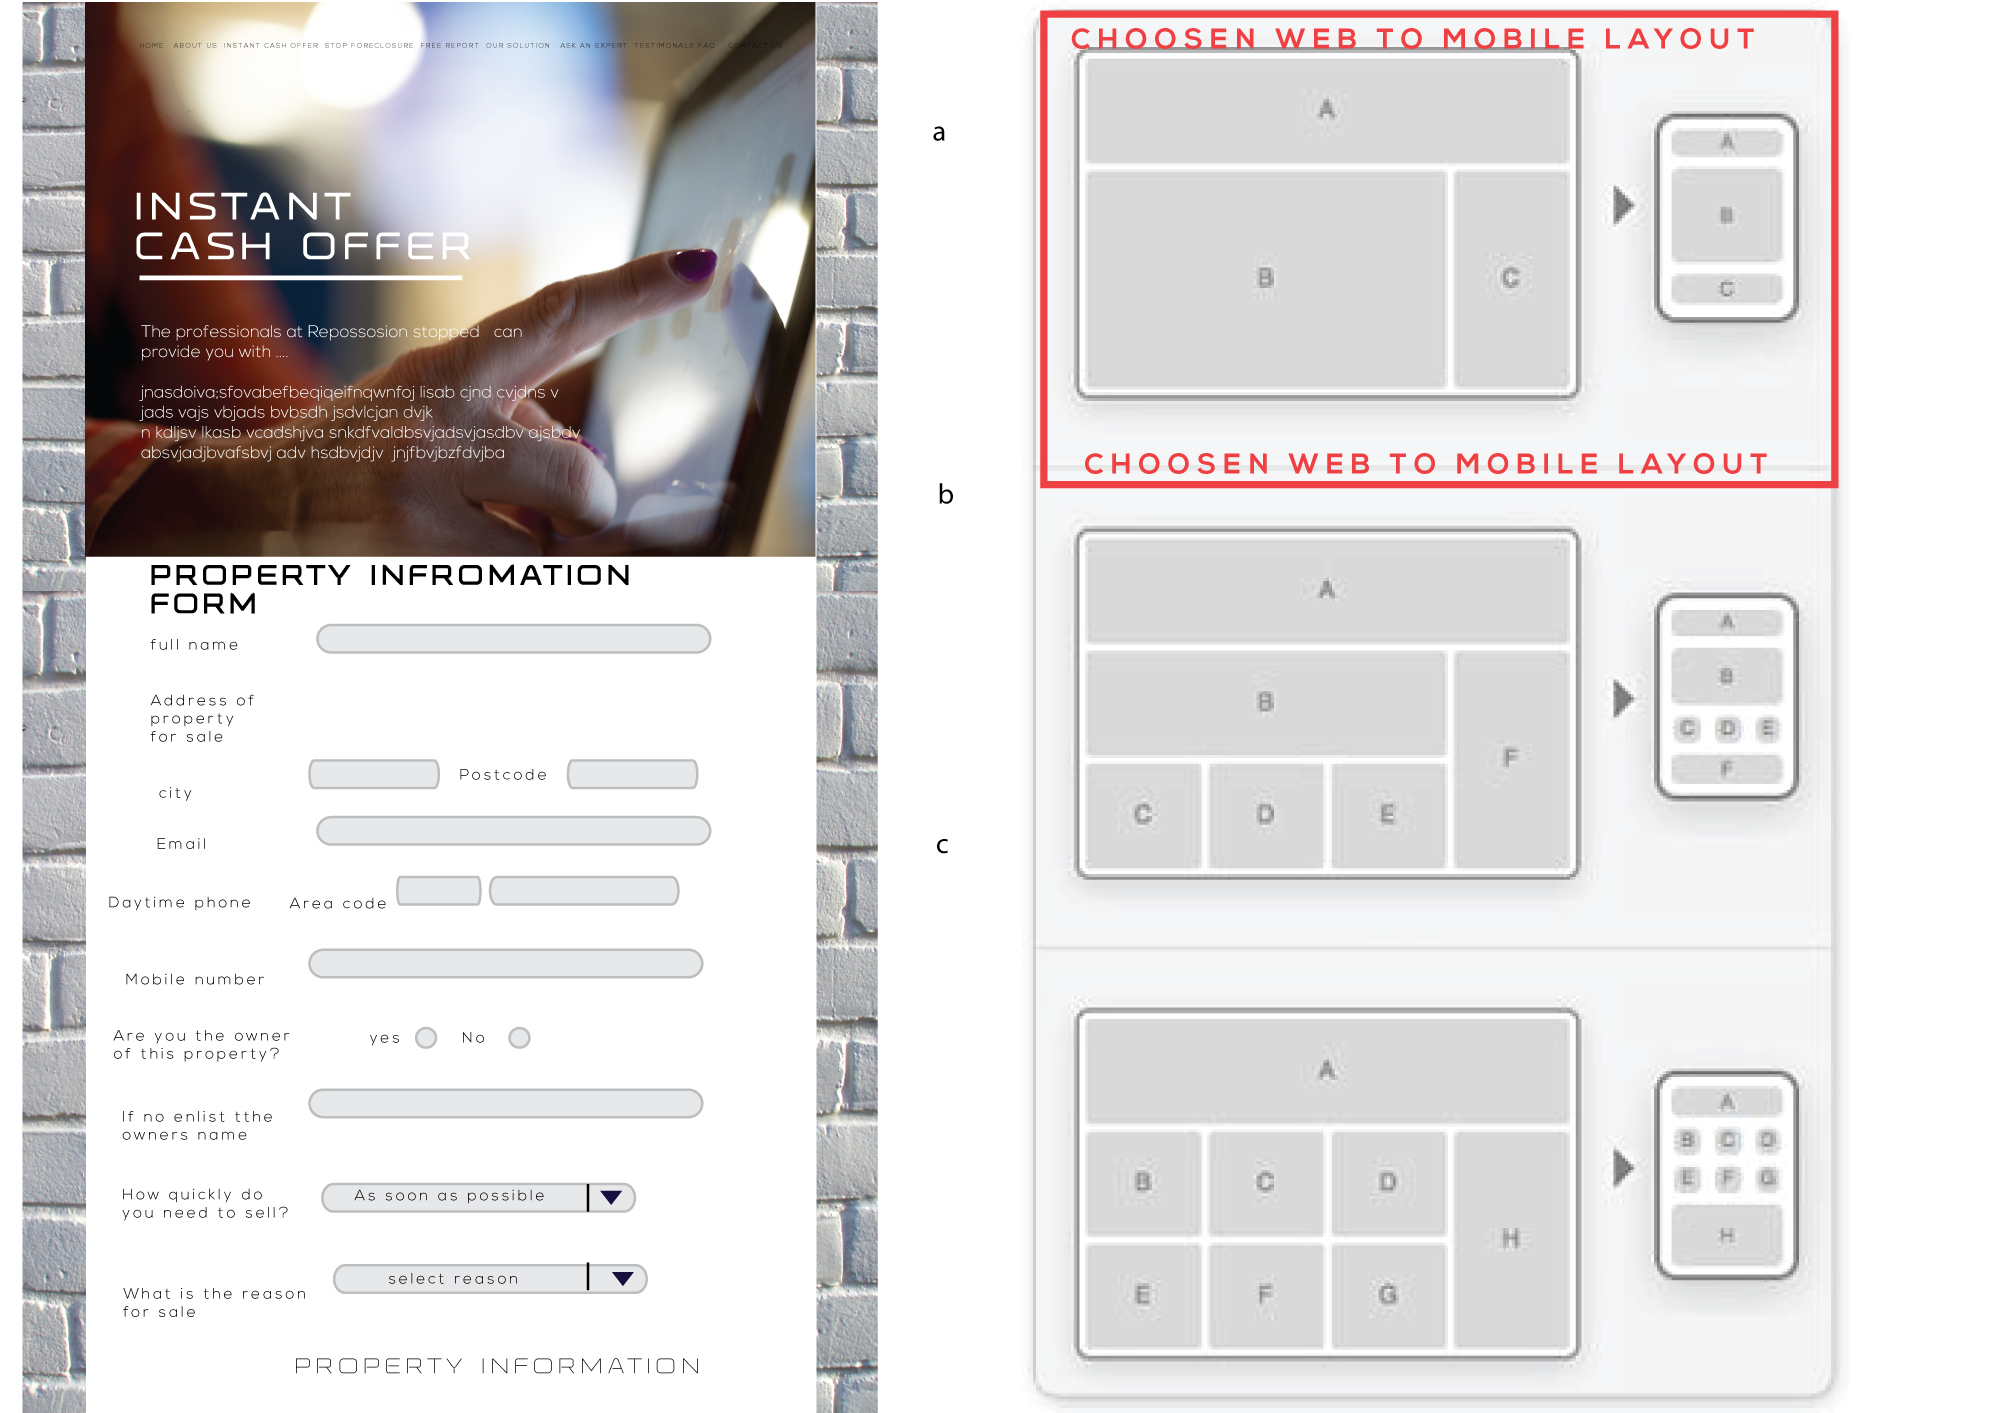 HOME ABOUT US INSTANT CASH OFFER STOP FORECLOSURE FREE REPORT OUR SOLUTION ASK AN EXPERT TESTIMONALS FAQ CONTACT US
INSTANT
CASH OFFER
The professionals at Repossosion stopped can
provide you with ....
jnasdoiva;sfovabefbeqiqeifnqwnfoj lisab cjnd cvjdns v
jads vajs vbjads bvbsdh jsdvlcjan dvjk
n kdljsv lkasb vcadshjva snkdfvaldbsvjadsvjasdbv ajsbdv
absvjadjbvafsbvj adv hsdbvjdjv jnjfbvjbzfdvjba
PROPERTY INFROMATION
FORM
full name
Address of
property
for sale
city
Postcode
Email
Daytime phone Area code
Mobile number
Are you the owner
of this property?
yes No
If no enlist tthe
owners name
How quickly do
you need to sell?
As soon as possible
What is the reason
for sale
select reason
PROPERTY INFORMATION
a
CHOOSEN WEB TO MOBILE LAYOUT
A
B C
A
B
C
CHOOSEN WEB TO MOBILE LAYOUT
b
A
B
F
C D E
A
B
C D E
F
c
A
B C D
H
E F G
A
B C D
E F G
H